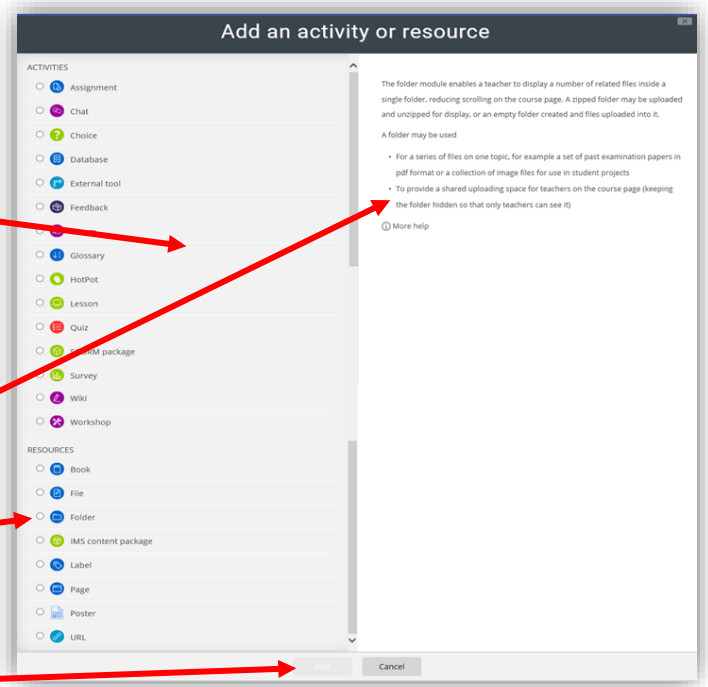 Add an activity or resource
ACTIVITIES
Assignment
Chat
Choice
Database
External tool
Feedback
Glossary
HotPot
Lesson
Quiz
package
Survey
Wiki
Workshop
RESOURCES
Book
File
Folder
IMS content package
Label
Page
Poster
URL
The folder module enables a teacher to display a number of related files inside a
single folder, reducing scrolling on the course page. A zipped folder may be uploaded
and unzipped for display, or an empty folder created and files uploaded into it.
A folder may be used
• For a series of files on one topic, for example a set of past examination papers in
pdf format or a collection of image files for use in student projects
• To provide a shared uploading space for teachers on the course page (keeping
the folder hidden so that only teachers can see it)
More help
Add
Cancel